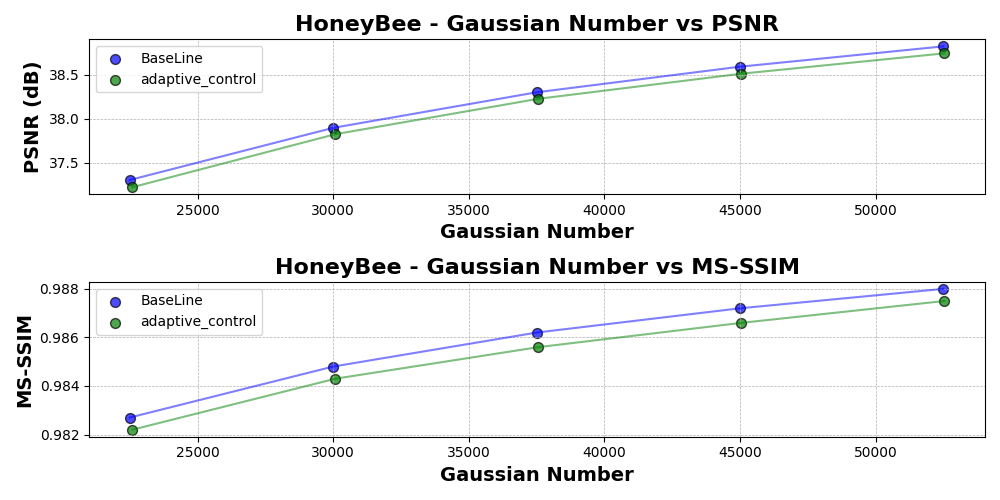 HoneyBee - Gaussian Number vs PSNR
PSNR (dB)
BaseLine
adaptive_control
38.5
38.0
37.5
25000 30000 35000 40000 45000 50000
Gaussian Number
HoneyBee - Gaussian Number vs MS-SSIM
MS-SSIM
BaseLine
adaptive_control
0.988
0.986
0.984
0.982
25000 30000 35000 40000 45000 50000
Gaussian Number